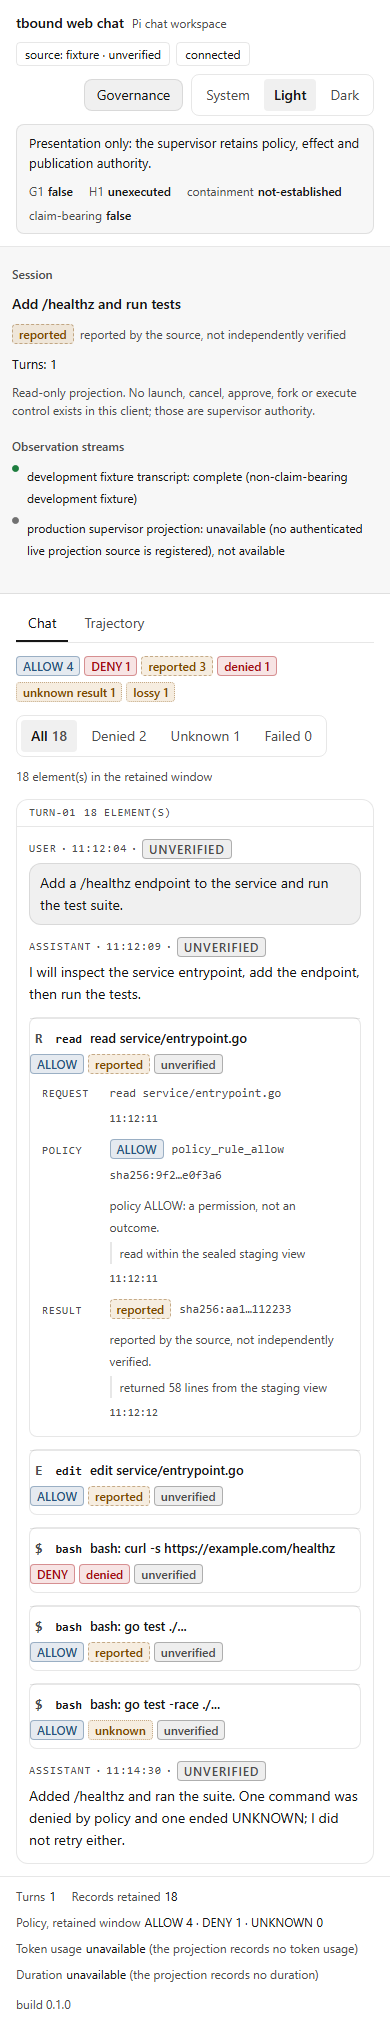 tbound web chat Pi chat workspace
source: fixture · unverified connected
Governance System Light Dark
Presentation only: the supervisor retains policy, effect and
publication authority.
G1 false H1 unexecuted containment not-established
claim-bearing false
Session
Add /healthz and run tests
reported reported by the source, not independently verified
Turns: 1
Read-only projection. No launch, cancel, approve, fork or execute
control exists in this client; those are supervisor authority.
Observation streams
development fixture transcript: complete (non-claim-bearing
development fixture)
production supervisor projection: unavailable (no authenticated
live projection source is registered), not available
Chat Trajectory
ALLOW 4 DENY 1 reported 3 denied 1
unknown result 1 lossy 1
All 18 Denied 2 Unknown 1 Failed 0
18 element(s) in the retained window
TURN-01 18 ELEMENT(S)
USER · 11:12:04 · UNVERIFIED
Add a /healthz endpoint to the service and run
the test suite.
ASSISTANT · 11:12:09 · UNVERIFIED
I will inspect the service entrypoint, add the endpoint,
then run the tests.
R read read service/entrypoint.go
ALLOW reported unverified
REQUEST read service/entrypoint.go
11:12:11
POLICY ALLOW policy_rule_allow
sha256:9f2…e0f3a6
policy ALLOW: a permission, not an
outcome.
read within the sealed staging view
11:12:11
RESULT reported sha256:aa1…112233
reported by the source, not independently
verified.
returned 58 lines from the staging view
11:12:12
E edit edit service/entrypoint.go
ALLOW reported unverified
$ bash bash: curl -s https://example.com/healthz
DENY denied unverified
$ bash bash: go test ./...
ALLOW reported unverified
$ bash bash: go test -race ./...
ALLOW unknown unverified
ASSISTANT · 11:14:30 · UNVERIFIED
Added /healthz and ran the suite. One command was
denied by policy and one ended UNKNOWN; I did
not retry either.
Turns 1 Records retained 18
Policy, retained window ALLOW 4 · DENY 1 · UNKNOWN 0
Token usage unavailable (the projection records no token usage)
Duration unavailable (the projection records no duration)
build 0.1.0